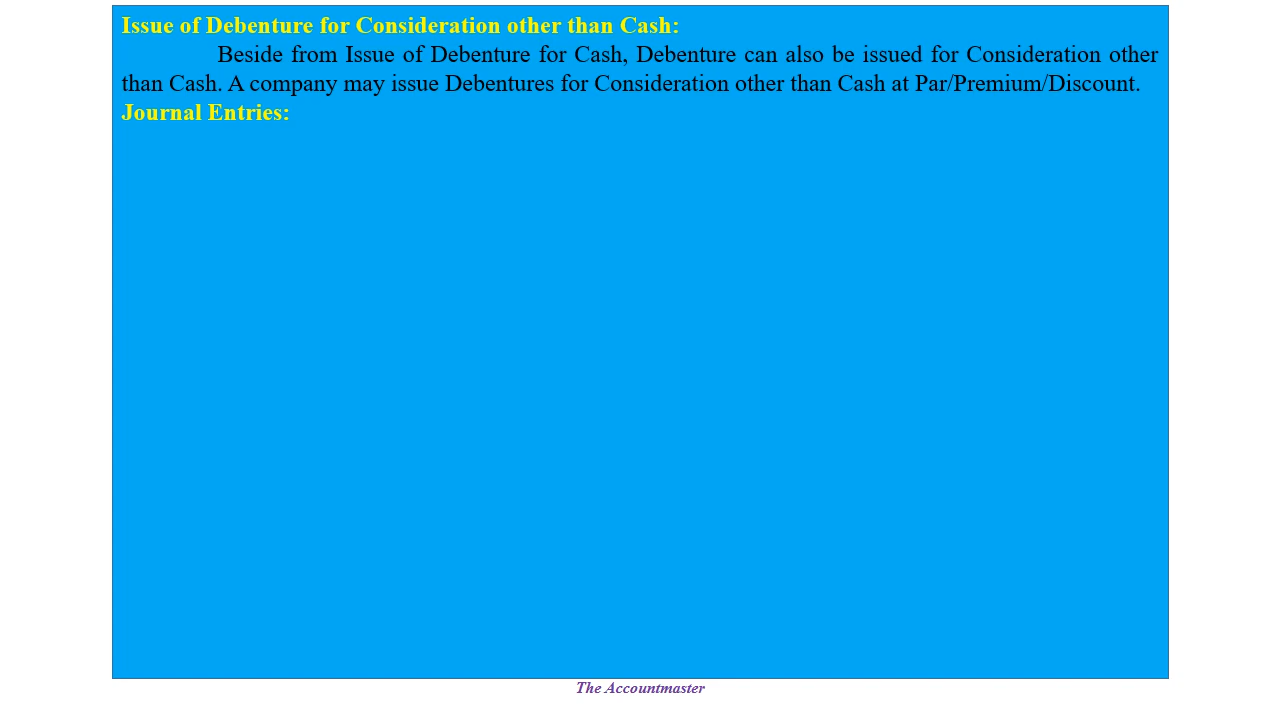 Issue of Debenture for Consideration other than Cash:
Beside from Issue of Debenture for Cash, Debenture can also be issued for Consideration other
than Cash. A company may issue Debentures for Consideration other than Cash at Par/Premium/Discount.
Journal Entries:
The Accountmaster